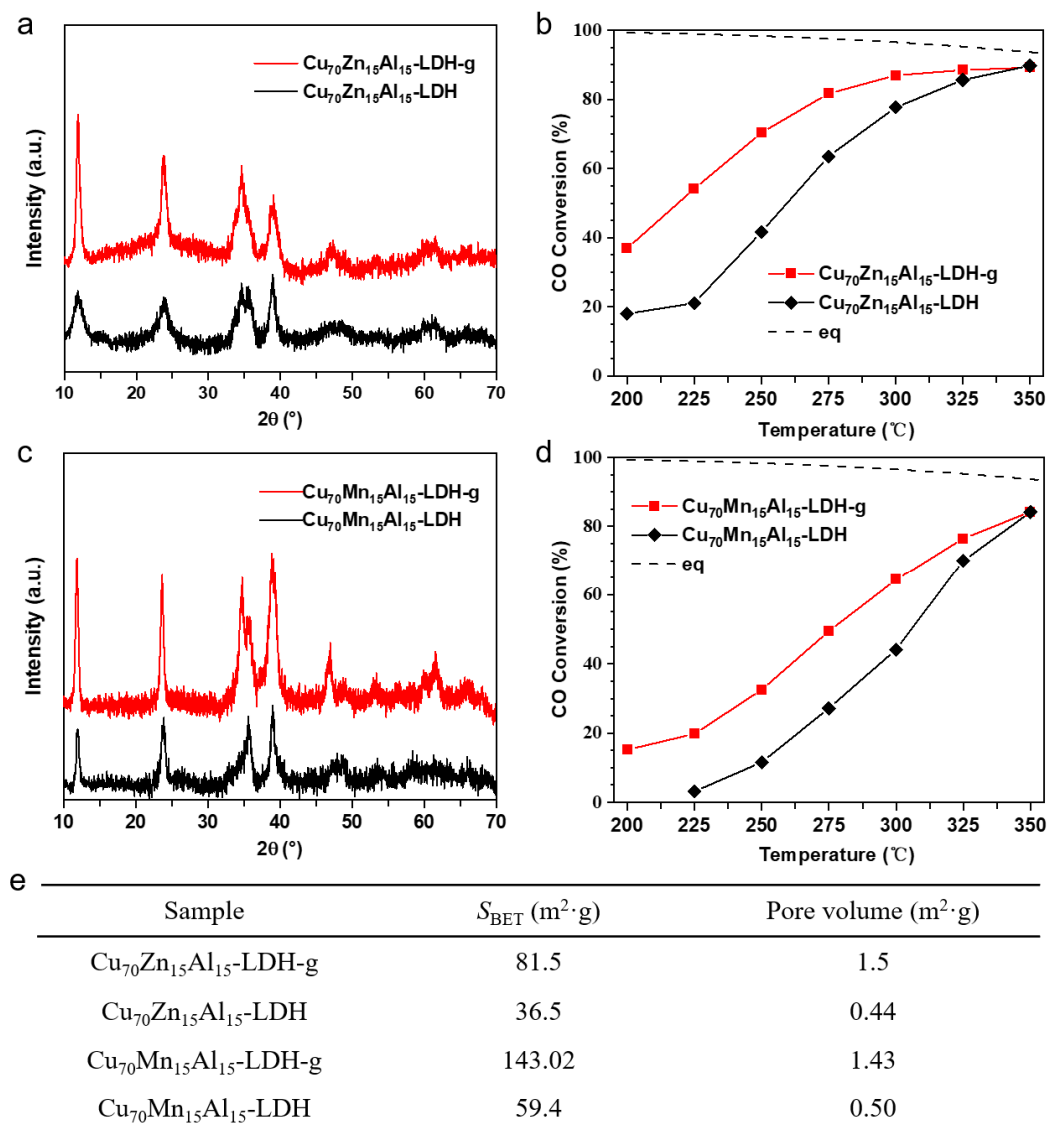 a
Intensity (a.u.)
Cu₇₀Zn₁₅Al₁₅-LDH-g
Cu₇₀Zn₁₅Al₁₅-LDH
10 20 30 40 50 60 70
2θ (°)
b
CO Conversion (%)
100
80
60
40
20
0
Cu₇₀Zn₁₅Al₁₅-LDH-g
Cu₇₀Zn₁₅Al₁₅-LDH
eq
200 225 250 275 300 325 350
Temperature (℃)
c
Intensity (a.u.)
Cu₇₀Mn₁₅Al₁₅-LDH-g
Cu₇₀Mn₁₅Al₁₅-LDH
10 20 30 40 50 60 70
2θ (°)
d
CO Conversion (%)
100
80
60
40
20
0
Cu₇₀Mn₁₅Al₁₅-LDH-g
Cu₇₀Mn₁₅Al₁₅-LDH
eq
200 225 250 275 300 325 350
Temperature (℃)
e
Sample S_BET (m²·g) Pore volume (m²·g)
Cu₇₀Zn₁₅Al₁₅-LDH-g 81.5 1.5
Cu₇₀Zn₁₅Al₁₅-LDH 36.5 0.44
Cu₇₀Mn₁₅Al₁₅-LDH-g 143.02 1.43
Cu₇₀Mn₁₅Al₁₅-LDH 59.4 0.50